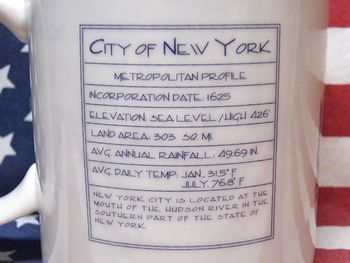 CITY OF NEW YORK
METROPOLITAN PROFILE
INCORPORATION DATE: 1625
ELEVATION: SEA LEVEL / HIGH 426'
LAND AREA: 303 SQ. MI.
AVG. ANNUAL RAINFALL: 49.69 IN.
AVG. DAILY TEMP: JAN. 31.5° F
JULY. 76.8° F
NEW YORK CITY IS LOCATED AT THE
MOUTH OF THE HUDSON RIVER IN THE
SOUTHERN PART OF THE STATE OF
NEW YORK.